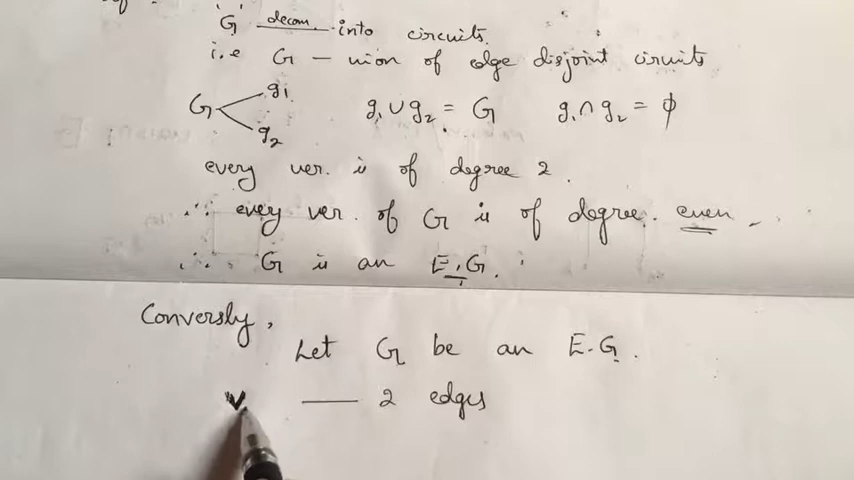 G decom. into circuits.
i.e G — union of edge disjoint circuits
G g1 g2 g1 ∪ g2 = G g1 ∩ g2 = ϕ
every ver. is of degree 2.
∴ every ver. of G is of degree. even
∴ G is an E.G.
Conversly,
Let G be an E.G.
V — 2 edges